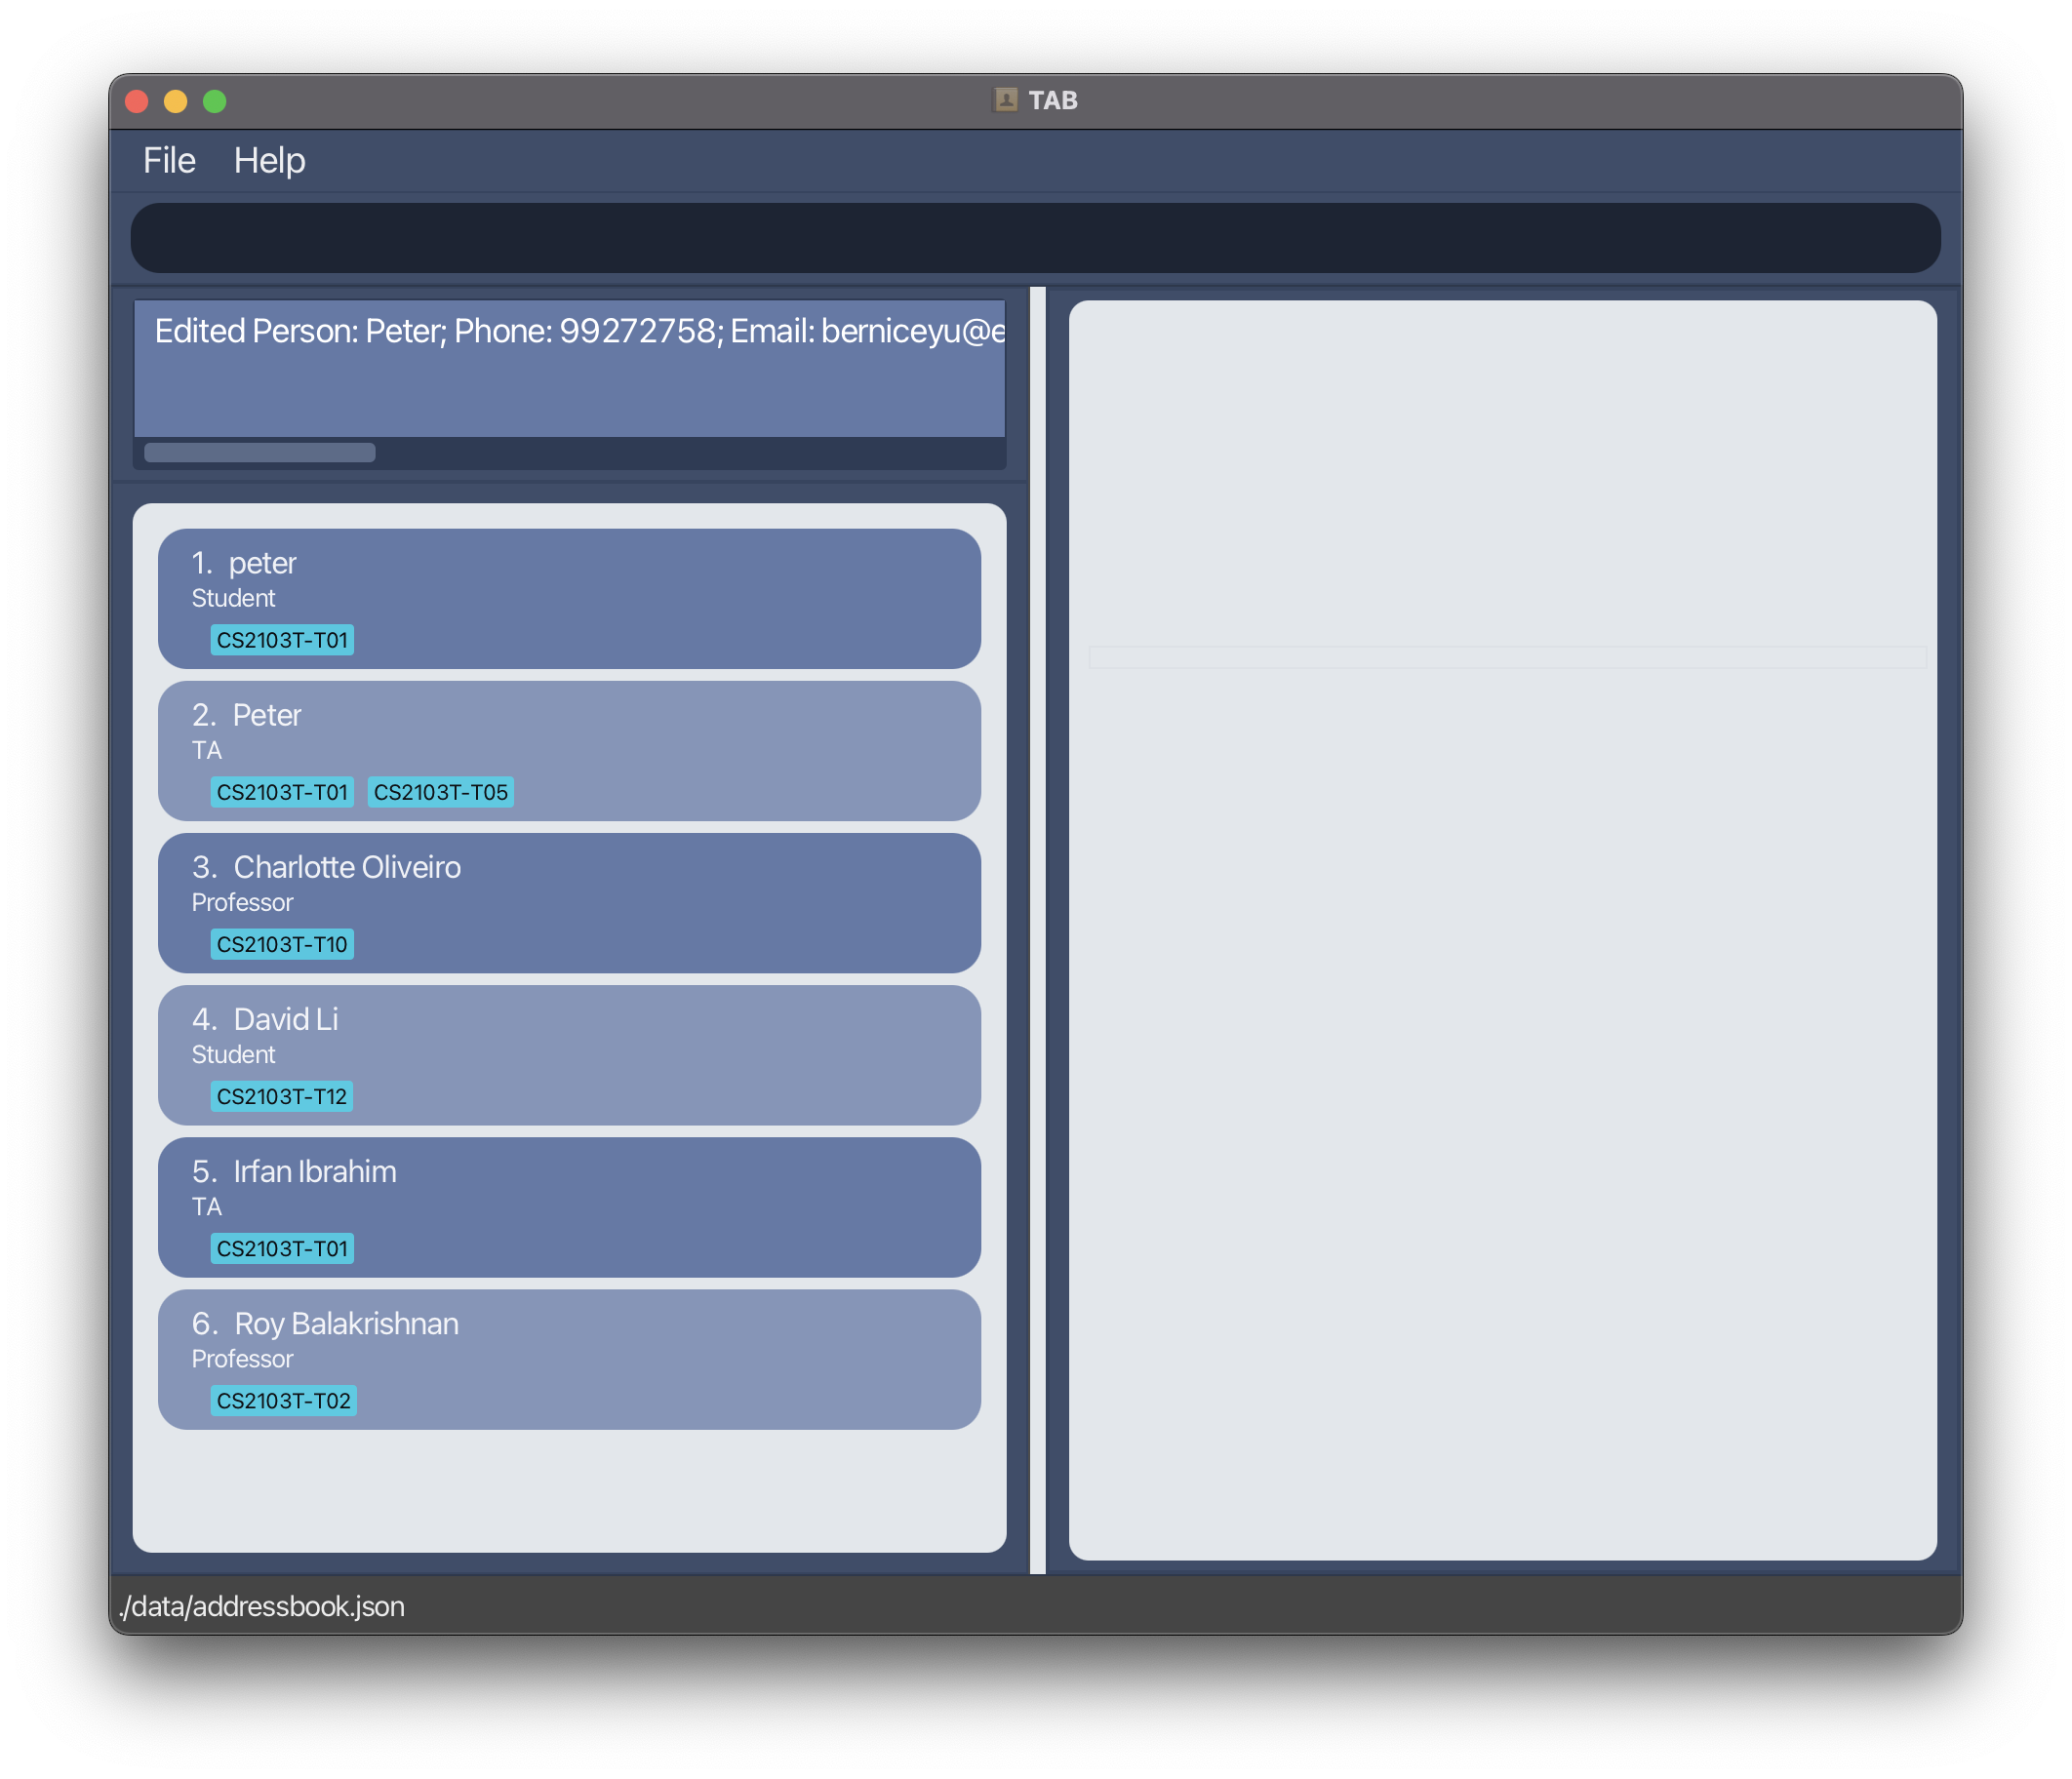 TAB
File Help
Edited Person: Peter; Phone: 99272758; Email: berniceyu@e
1. peter
Student
CS2103T-T01
2. Peter
TA
CS2103T-T01 CS2103T-T05
3. Charlotte Oliveiro
Professor
CS2103T-T10
4. David Li
Student
CS2103T-T12
5. Irfan Ibrahim
TA
CS2103T-T01
6. Roy Balakrishnan
Professor
CS2103T-T02
./data/addressbook.json